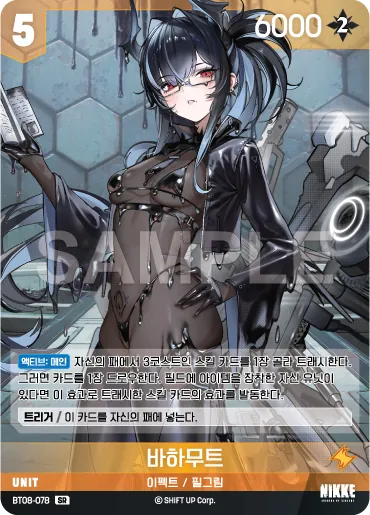 5
6000 2
SAMPLE
액티브: 메인 자신의 패에서 3코스트인 스킬 카드를 1장 골라 트래시한다.
그러면 카드를 1장 드로우한다. 필드에 아이템을 장착한 자신 유닛이
있다면 이 효과로 트래시한 스킬 카드의 효과를 발동한다.
트리거 / 이 카드를 자신의 패에 넣는다.
바하무트
UNIT
이펙트 / 필그림
BT08-078 SR
© SHIFT UP Corp.
NIKKE